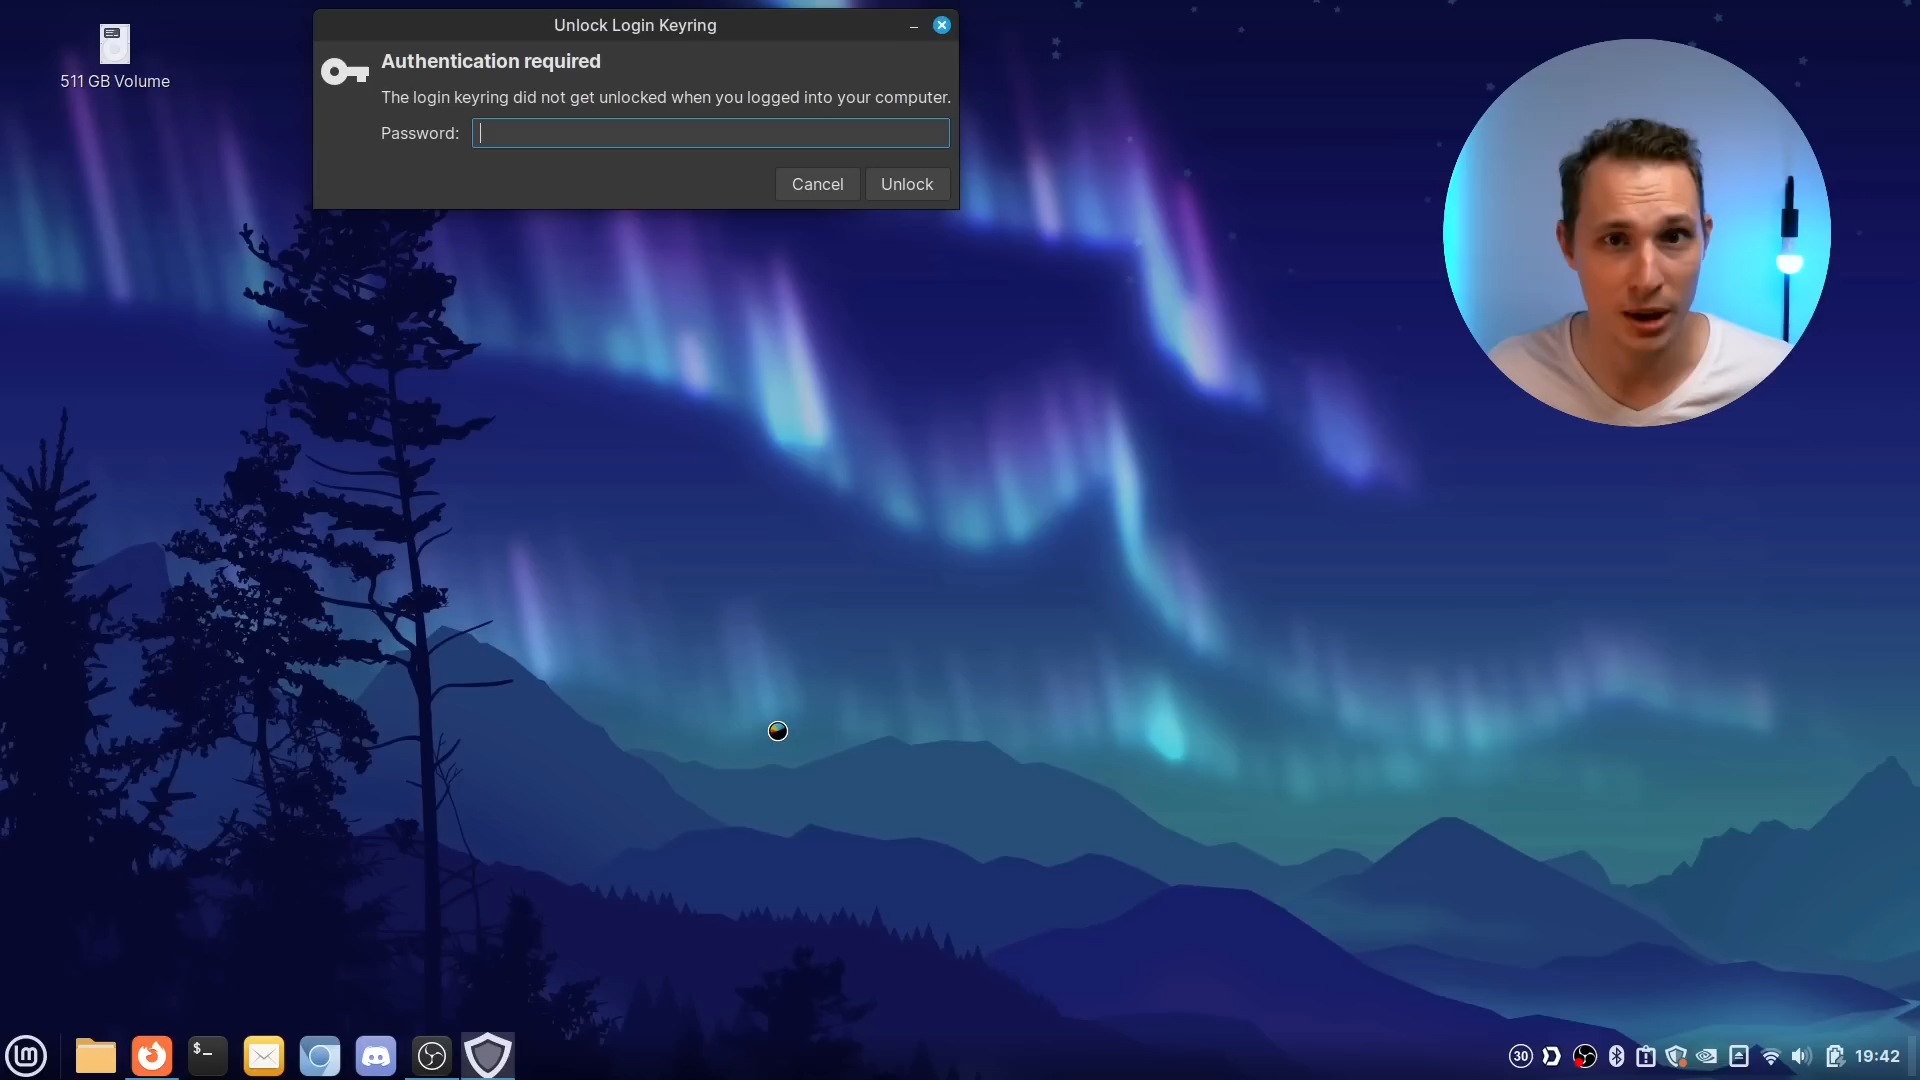 Unlock Login Keyring
511 GB Volume
Authentication required
The login keyring did not get unlocked when you logged into your computer.
Password:
Cancel
Unlock
$_
30
19:42